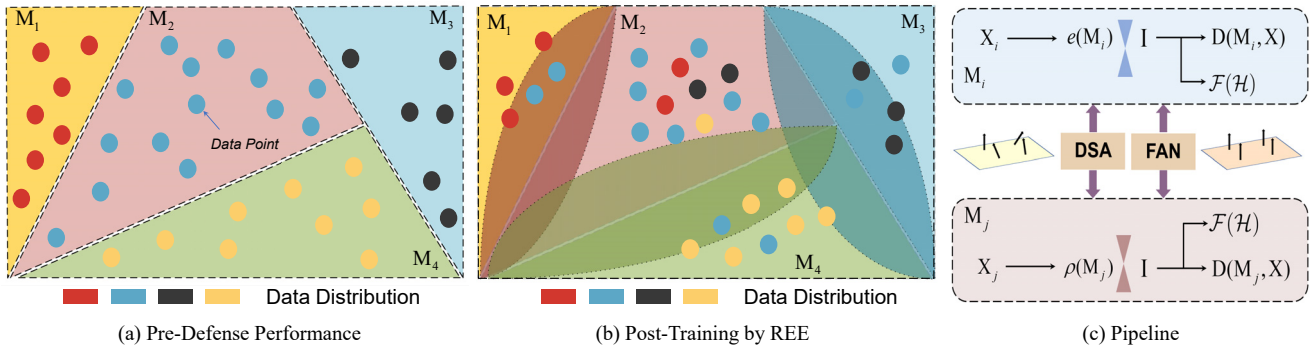 M₁
M₂
M₃
Data Point
M₄
Data Distribution
(a) Pre-Defense Performance
M₁
M₂
M₃
M₄
Data Distribution
(b) Post-Training by REE
Xᵢ e(Mᵢ) I D(Mᵢ, X)
Mᵢ
ℱ(ℋ)
DSA FAN
Mⱼ
ℱ(ℋ)
Xⱼ ρ(Mⱼ) I D(Mⱼ, X)
(c) Pipeline